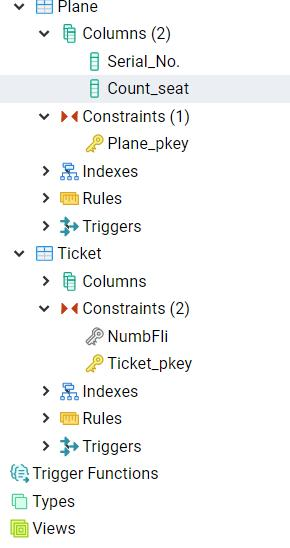 Plane
Columns (2)
Serial_No.
Count_seat
Constraints (1)
Plane_pkey
Indexes
Rules
Triggers
Ticket
Columns
Constraints (2)
NumbFli
Ticket_pkey
Indexes
Rules
Triggers
Trigger Functions
Types
Views